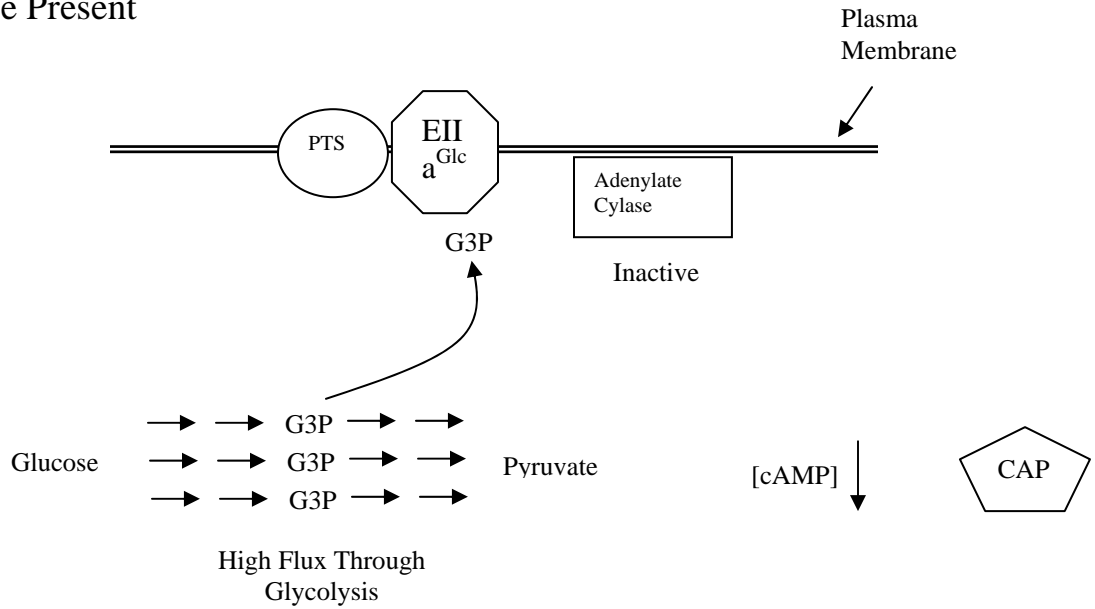 e Present
Plasma
Membrane
PTS
EII
a^Glc
Adenylate
Cylase
G3P
Inactive
G3P
Glucose
G3P
Pyruvate
[cAMP]
CAP
G3P
High Flux Through
Glycolysis